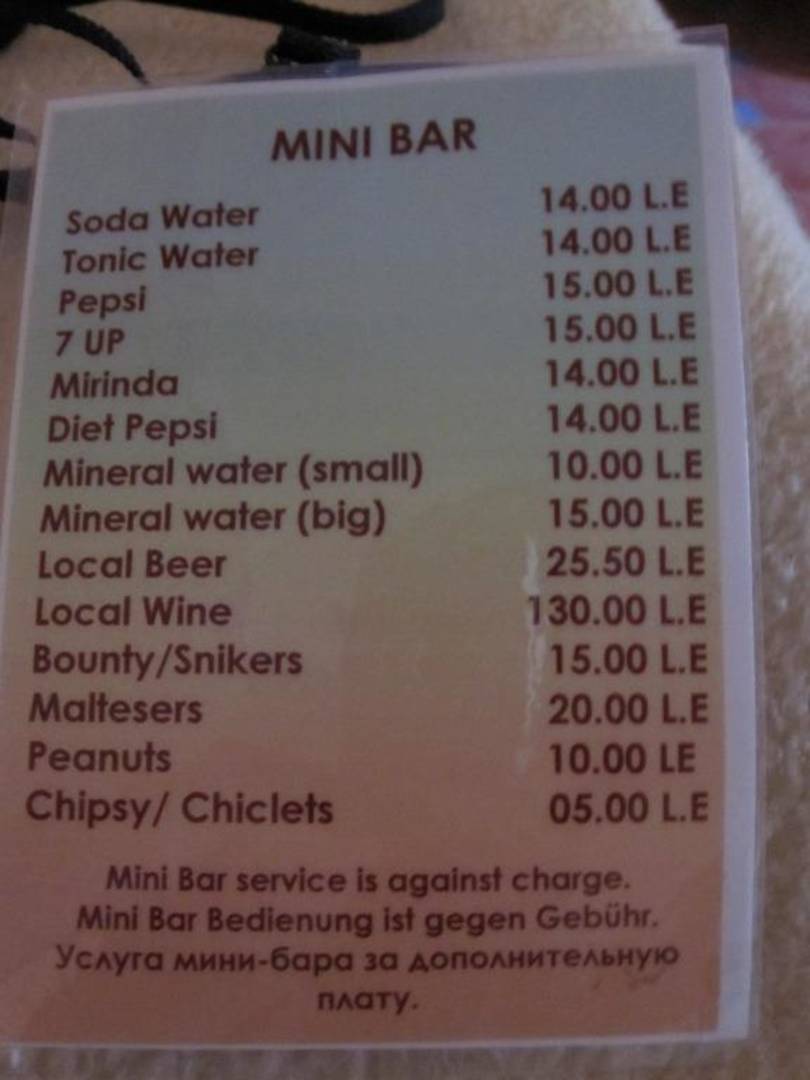 MINI BAR
Soda Water 14.00 L.E
Tonic Water 14.00 L.E
Pepsi 15.00 L.E
7 UP 15.00 L.E
Mirinda 14.00 L.E
Diet Pepsi 14.00 L.E
Mineral water (small) 10.00 L.E
Mineral water (big) 15.00 L.E
Local Beer 25.50 L.E
Local Wine 130.00 L.E
Bounty/Snikers 15.00 L.E
Maltesers 20.00 L.E
Peanuts 10.00 LE
Chipsy/ Chiclets 05.00 L.E
Mini Bar service is against charge.
Mini Bar Bedienung ist gegen Gebühr.
Услуга мини-бара за дополнительную
плату.